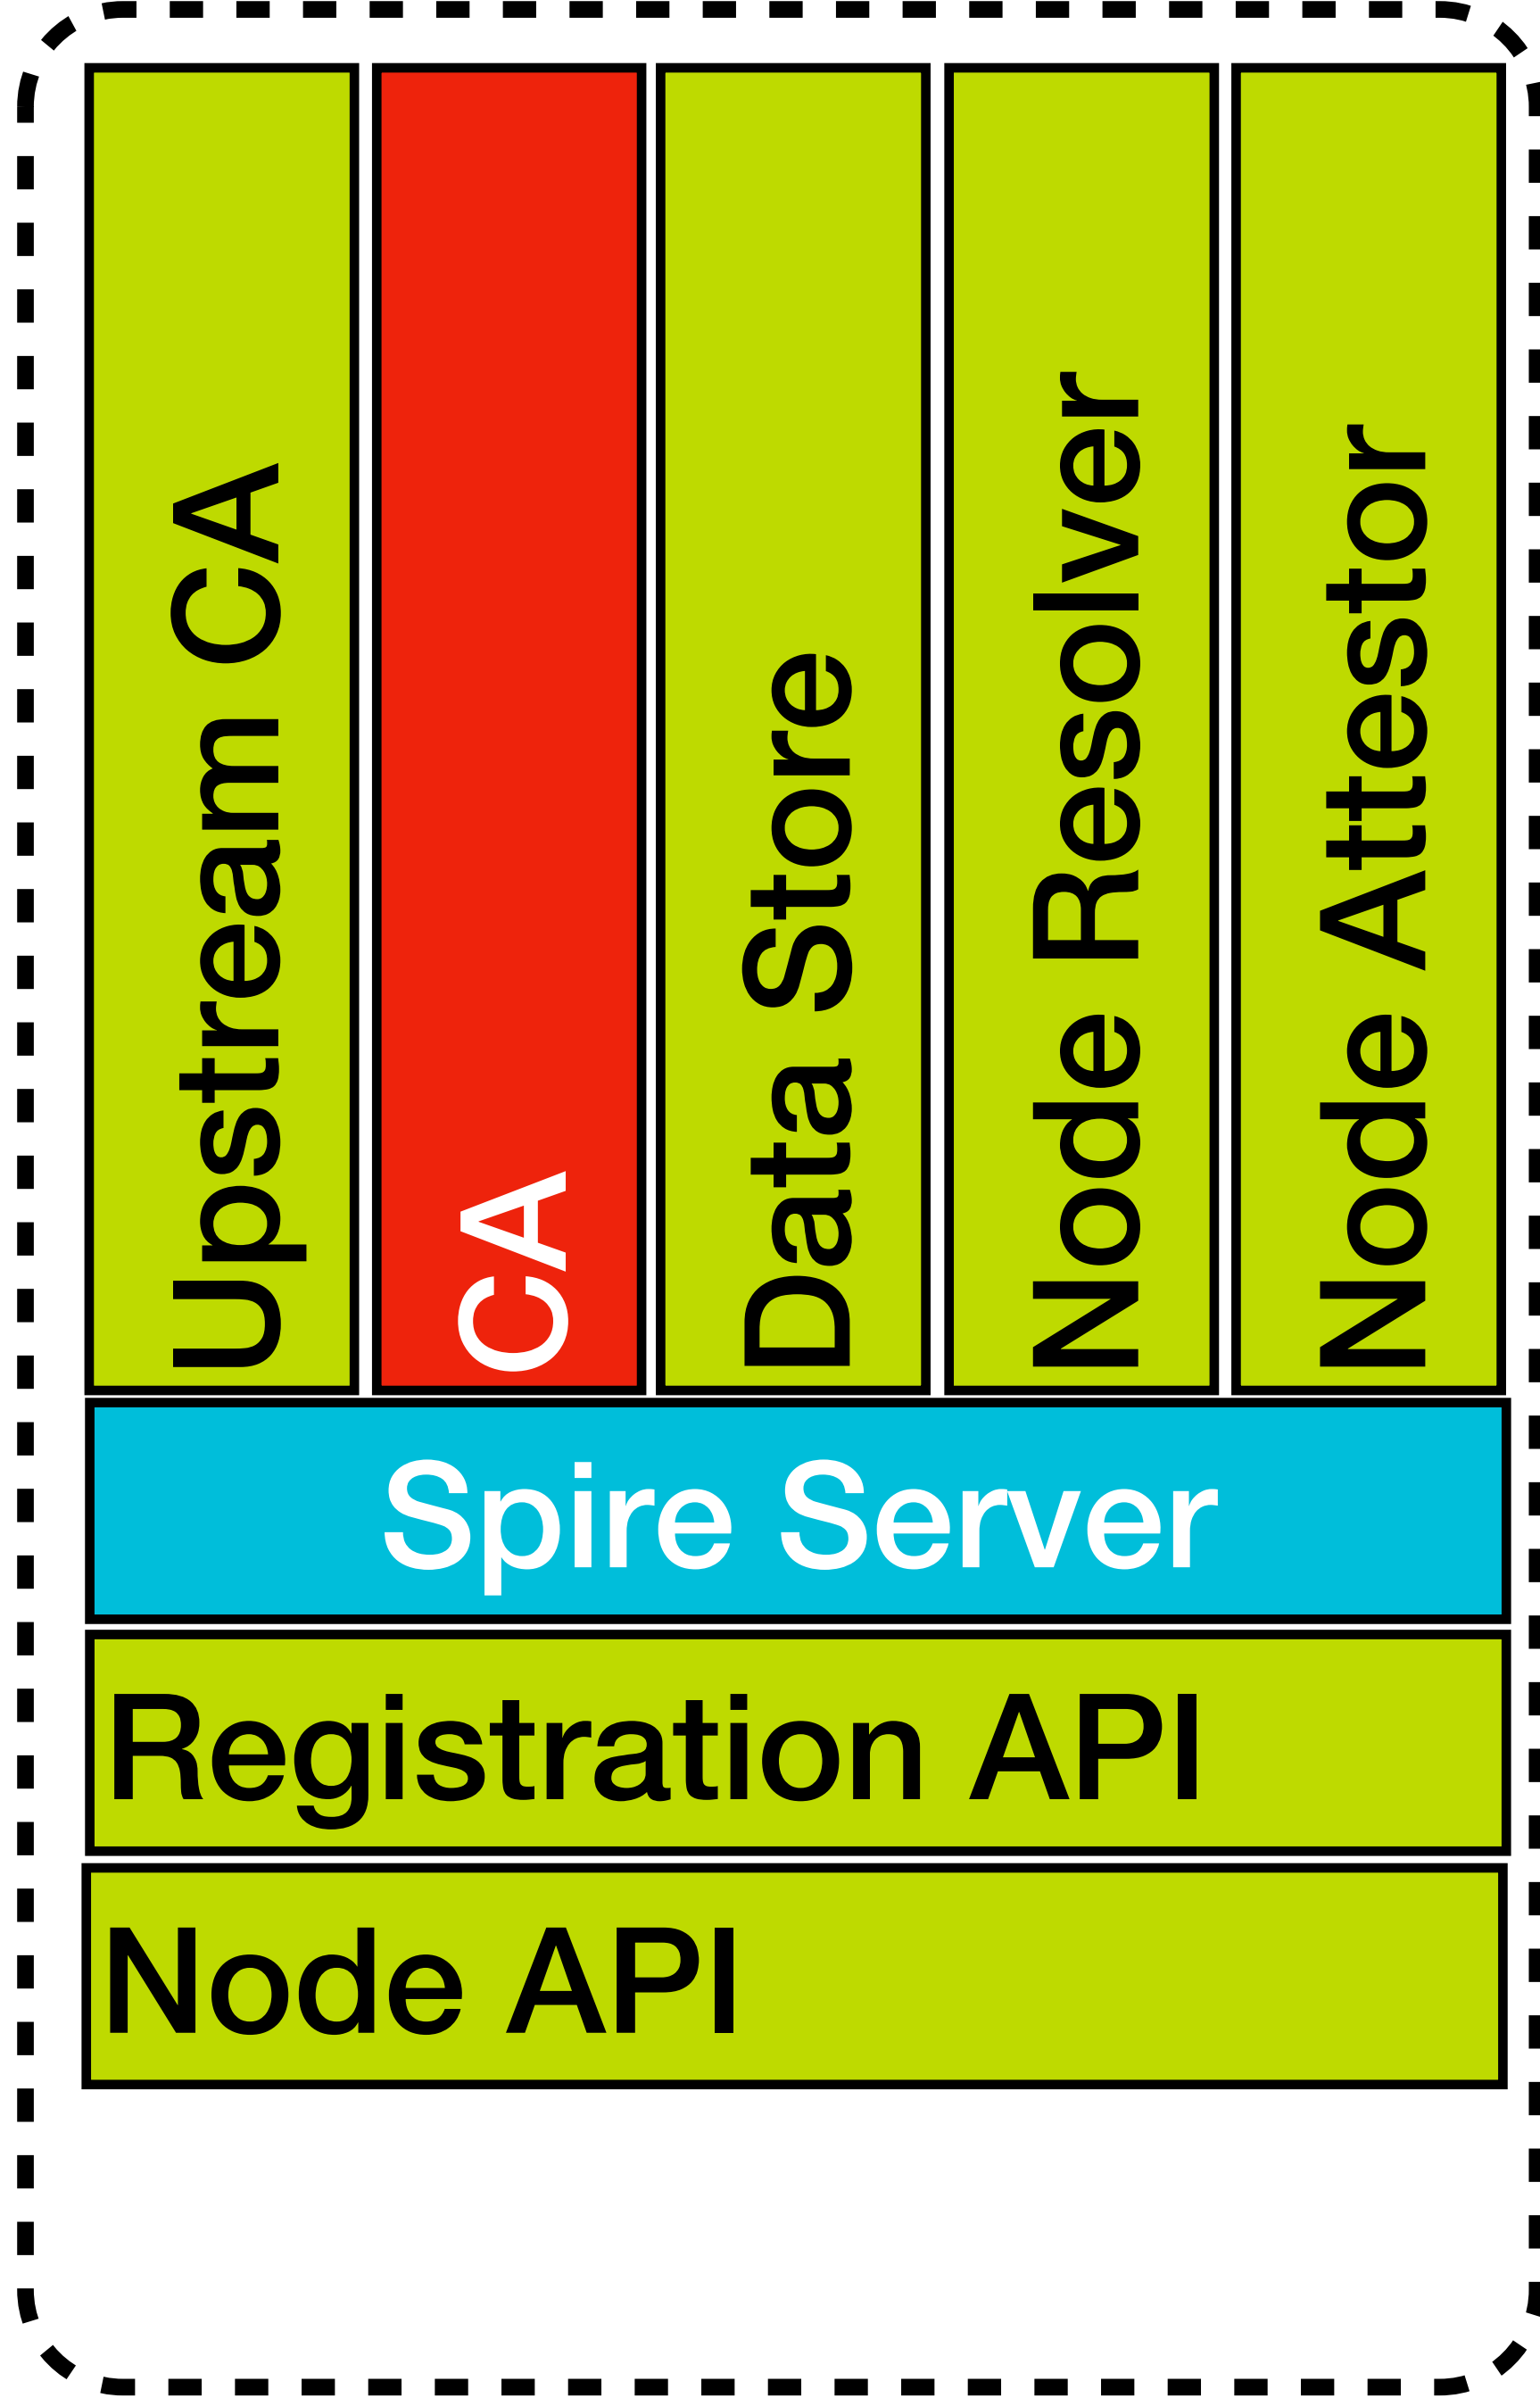 Upstream CA
CA
Data Store
Node Resolver
Node Attestor
Spire Server
Registration API
Node API